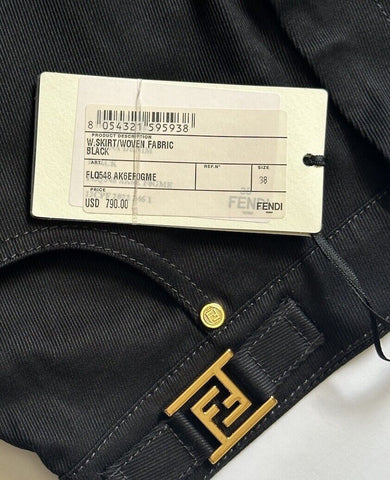 8 054321 595938
PRODUCT DESCRIPTION
W.SKIRT/WOVEN FABRIC
BLACK
ART. REF.N° SIZE
FLQ548 AK6EF0GME 38
PRICE
USD 790.00 FENDI